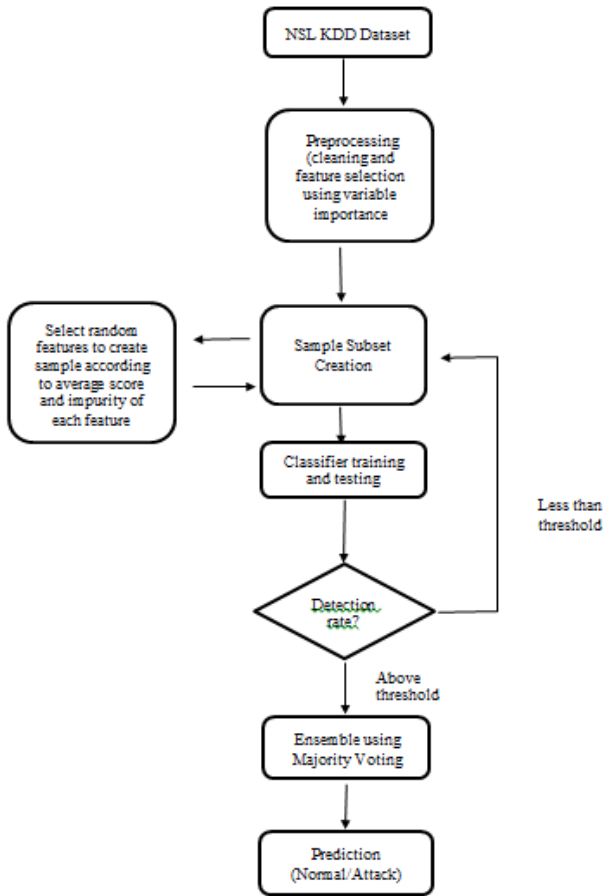 NSL KDD Dataset
Preprocessing
(cleaning and
feature selection
using variable
importance
Select random
features to create
sample according
to average score
and impurity of
each feature
Sample Subset
Creation
Classifier training
and testing
Less than
threshold
Detection
rate?
Above
threshold
Ensemble using
Majority Voting
Prediction
(Normal/Attack)